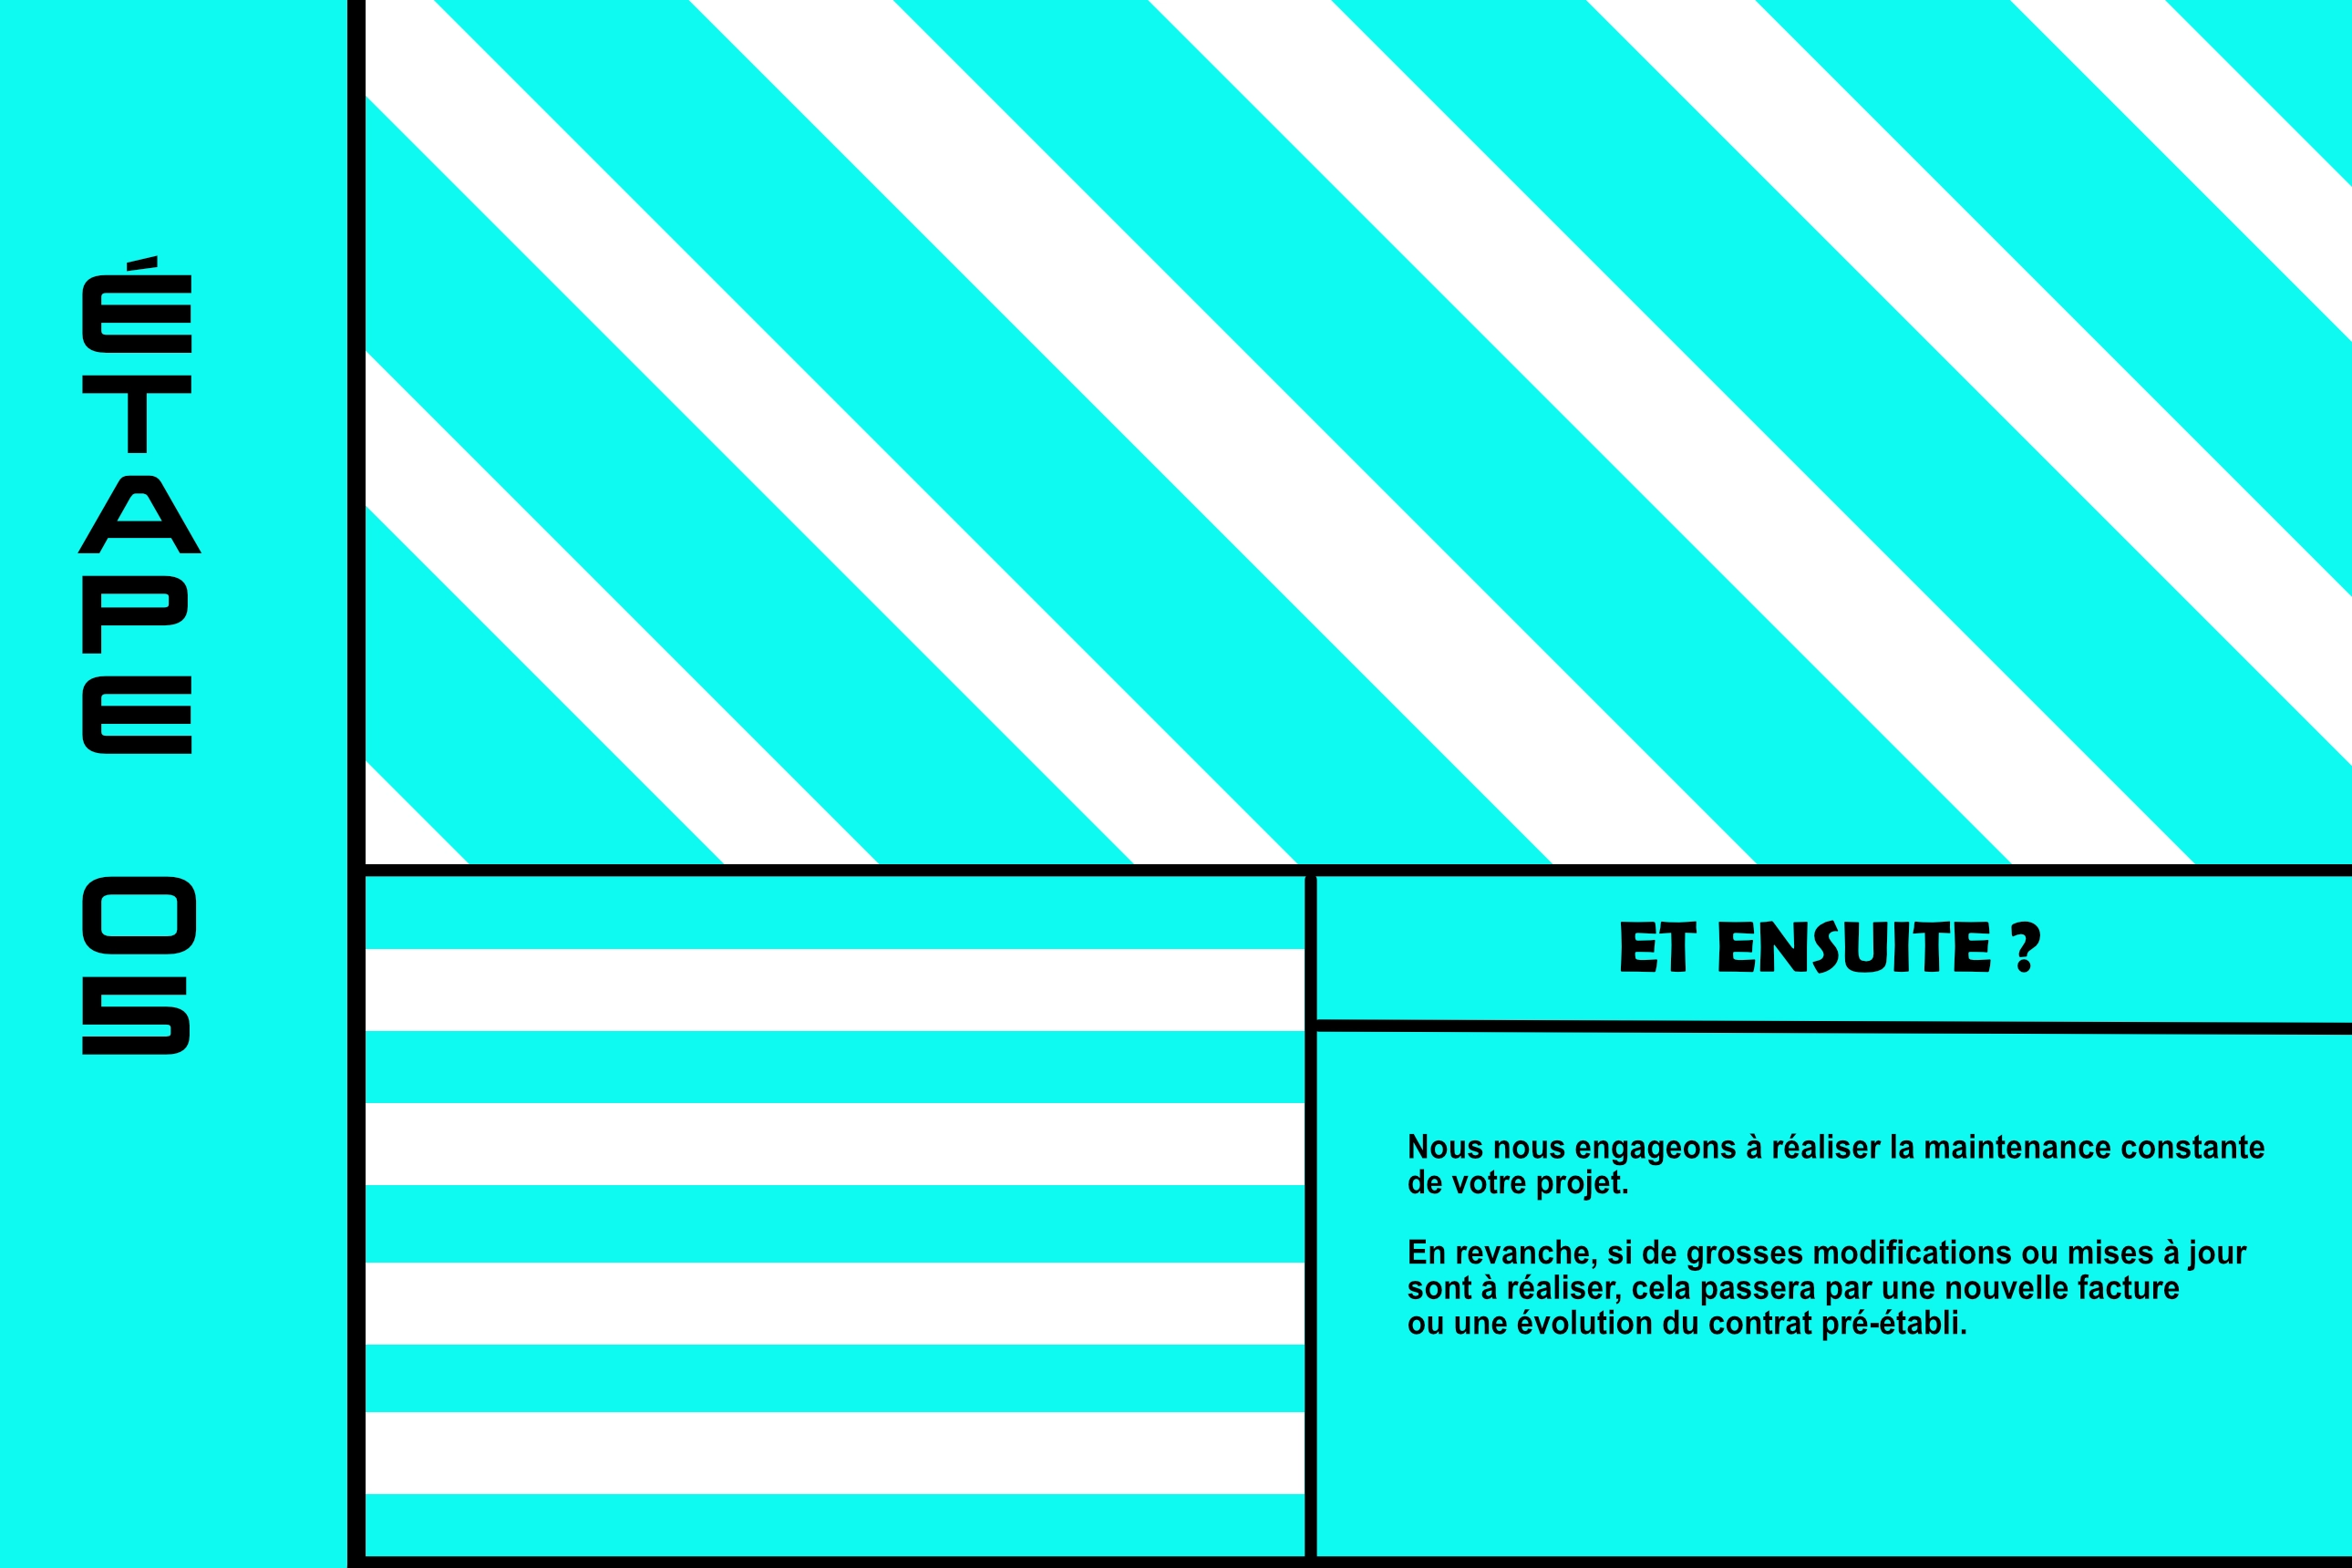 ÉTAPE 05
ET ENSUITE ?
Nous nous engageons à réaliser la maintenance constante
de votre projet.
En revanche, si de grosses modifications ou mises à jour
sont à réaliser, cela passera par une nouvelle facture
ou une évolution du contrat pré-établi.